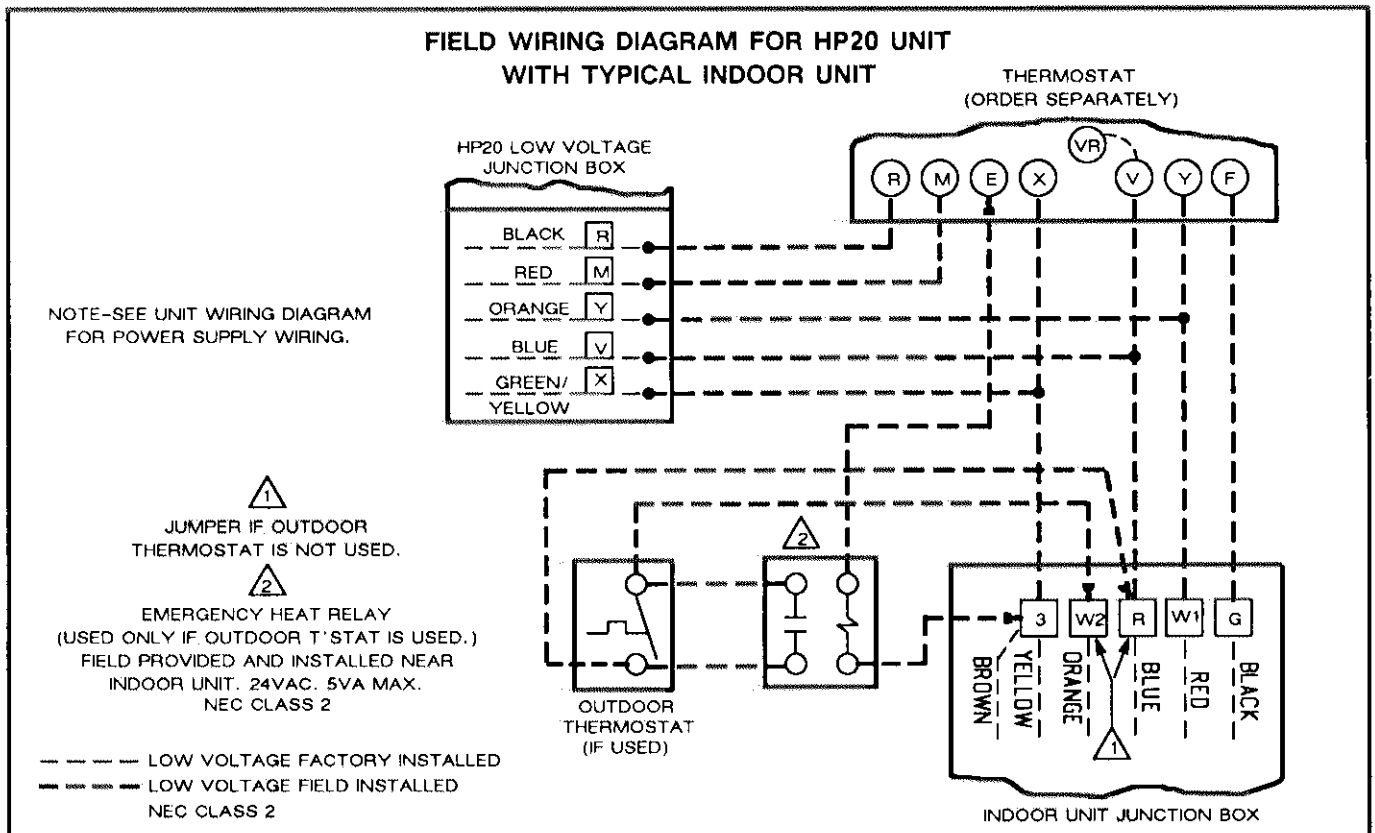 FIELD WIRING DIAGRAM FOR HP20 UNIT
WITH TYPICAL INDOOR UNIT
THERMOSTAT
(ORDER SEPARATELY)
VR
R M E X V Y F
HP20 LOW VOLTAGE
JUNCTION BOX
BLACK R
RED M
ORANGE Y
BLUE V
GREEN/ X
YELLOW
NOTE-SEE UNIT WIRING DIAGRAM
FOR POWER SUPPLY WIRING.
1
JUMPER IF OUTDOOR
THERMOSTAT IS NOT USED.
2
EMERGENCY HEAT RELAY
(USED ONLY IF OUTDOOR T'STAT IS USED.)
FIELD PROVIDED AND INSTALLED NEAR
INDOOR UNIT. 24VAC. 5VA MAX.
NEC CLASS 2
LOW VOLTAGE FACTORY INSTALLED
LOW VOLTAGE FIELD INSTALLED
NEC CLASS 2
2
OUTDOOR
THERMOSTAT
(IF USED)
3 W2 R W1 G
BROWN
YELLOW
ORANGE
BLUE
RED
BLACK
1
INDOOR UNIT JUNCTION BOX